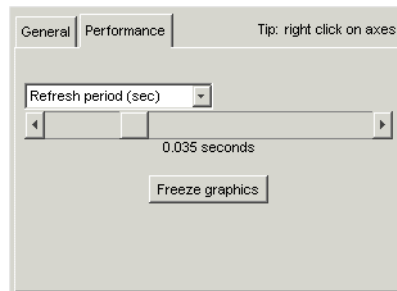 General Performance Tip: right click on axes
Refresh period (sec)
0.035 seconds
Freeze graphics